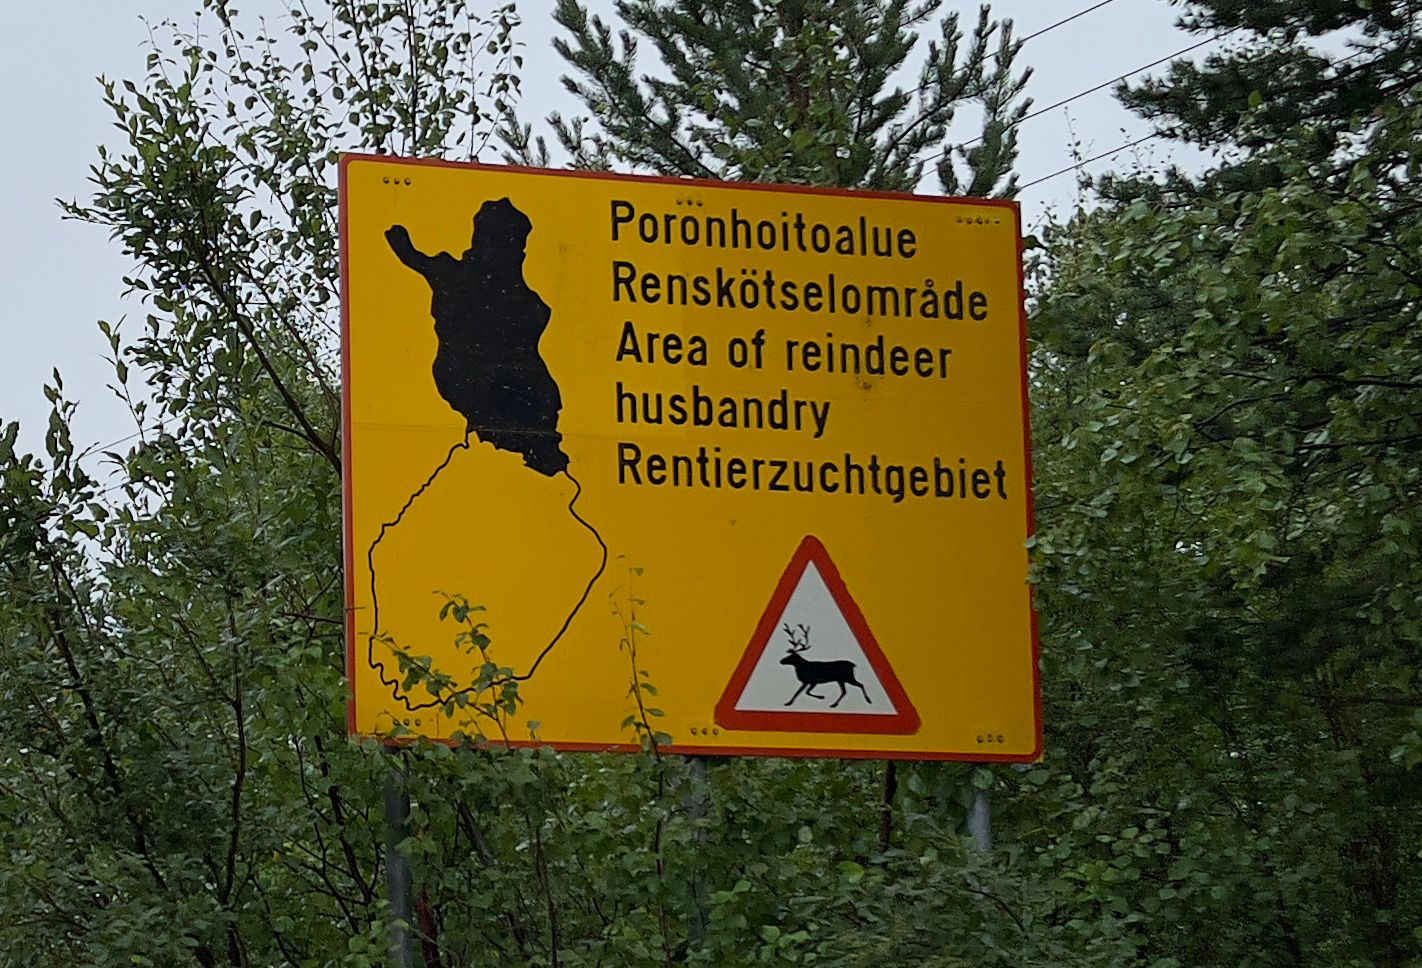 Poronhoitoalue
Renskötselområde
Area of reindeer
husbandry
Rentierzuchtgebiet